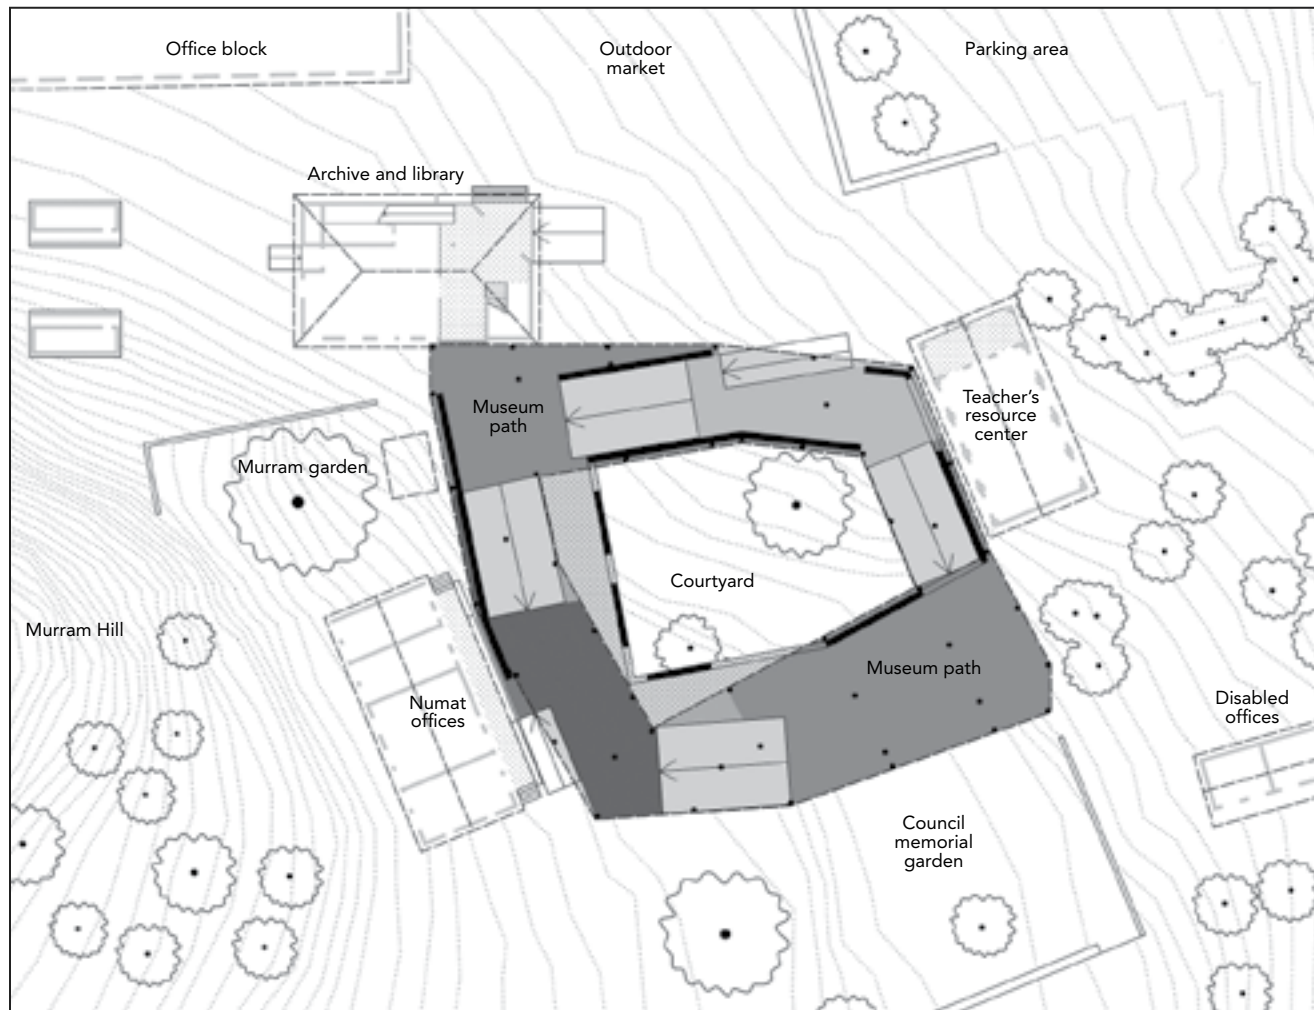 Office block
Outdoor
market
Parking area
Archive and library
Museum
path
Teacher's
resource
center
Murram garden
Courtyard
Murram Hill
Museum path
Numat
offices
Disabled
offices
Council
memorial
garden